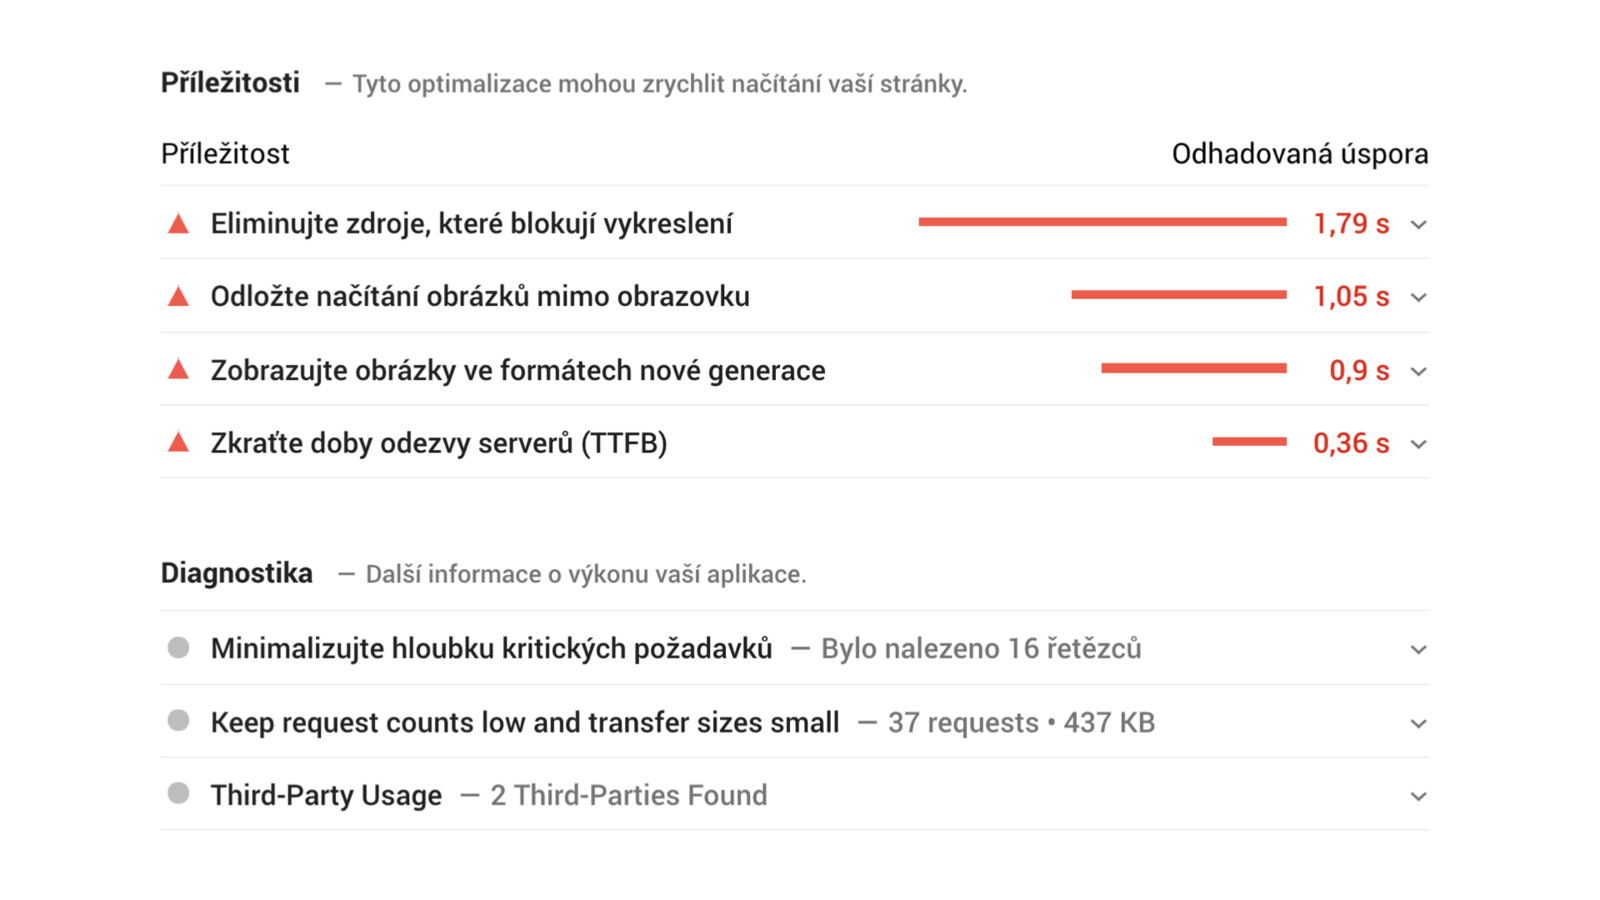 Příležitosti — Tyto optimalizace mohou zrychlit načítání vaší stránky.
Příležitost Odhadovaná úspora
Eliminujte zdroje, které blokují vykreslení 1,79 s
Odložte načítání obrázků mimo obrazovku 1,05 s
Zobrazujte obrázky ve formátech nové generace 0,9 s
Zkraťte doby odezvy serverů (TTFB) 0,36 s
Diagnostika — Další informace o výkonu vaší aplikace.
Minimalizujte hloubku kritických požadavků — Bylo nalezeno 16 řetězců
Keep request counts low and transfer sizes small — 37 requests • 437 KB
Third-Party Usage — 2 Third-Parties Found